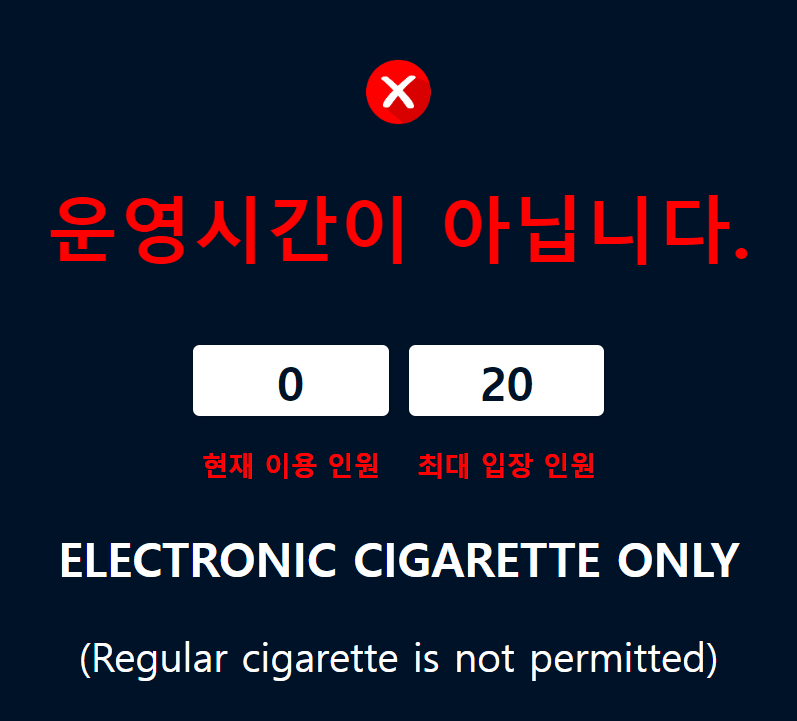 운영시간이 아닙니다.
0 20
현재 이용 인원 최대 입장 인원
ELECTRONIC CIGARETTE ONLY
(Regular cigarette is not permitted)